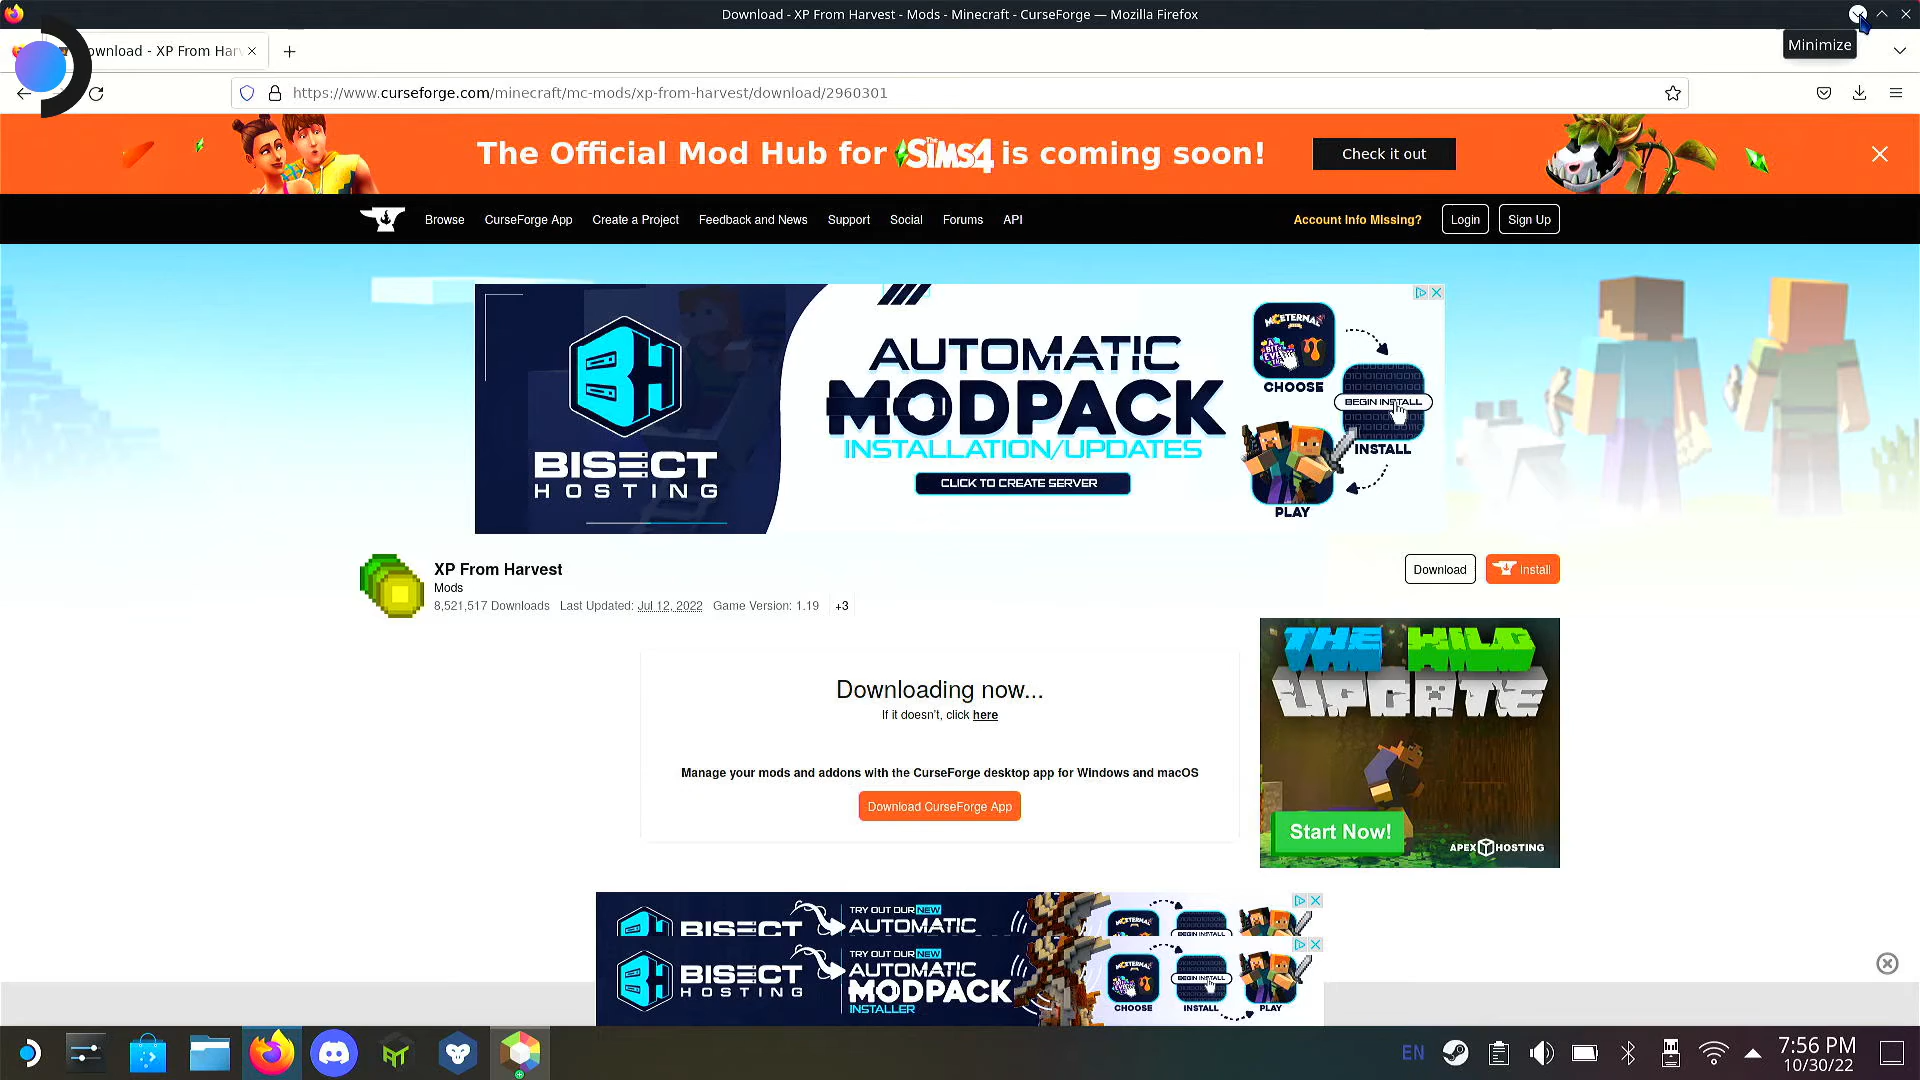 Download - XP From Harvest - Mods - Minecraft - CurseForge — Mozilla Firefox
Minimize
ownload - XP From Har
https://www.curseforge.com/minecraft/mc-mods/xp-from-harvest/download/2960301
The Official Mod Hub for The SiMS4 is coming soon!
Check it out
Browse CurseForge App Create a Project Feedback and News Support Social Forums API
Account Info Missing? Login Sign Up
BISECT
HOSTING
AUTOMATIC
MODPACK
INSTALLATION/UPDATES
CLICK TO CREATE SERVER
MCETERNAL
CHOOSE
BEGIN INSTALL
INSTALL
PLAY
XP From Harvest
Mods
8,521,517 Downloads Last Updated: Jul 12, 2022 Game Version: 1.19 +3
Download Install
Downloading now...
If it doesn't, click here
Manage your mods and addons with the CurseForge desktop app for Windows and macOS
Download CurseForge App
THE WILD
UPDATE
Start Now!
APEX HOSTING
BISECT
TRY OUT OUR NEW
AUTOMATIC
MCETERNAL
BEGIN INSTALL
BISECT
HOSTING
TRY OUT OUR NEW
AUTOMATIC
MODPACK
INSTALLER
MCETERNAL
BEGIN INSTALL
CHOOSE INSTALL PLAY
EN
7:56 PM
10/30/22